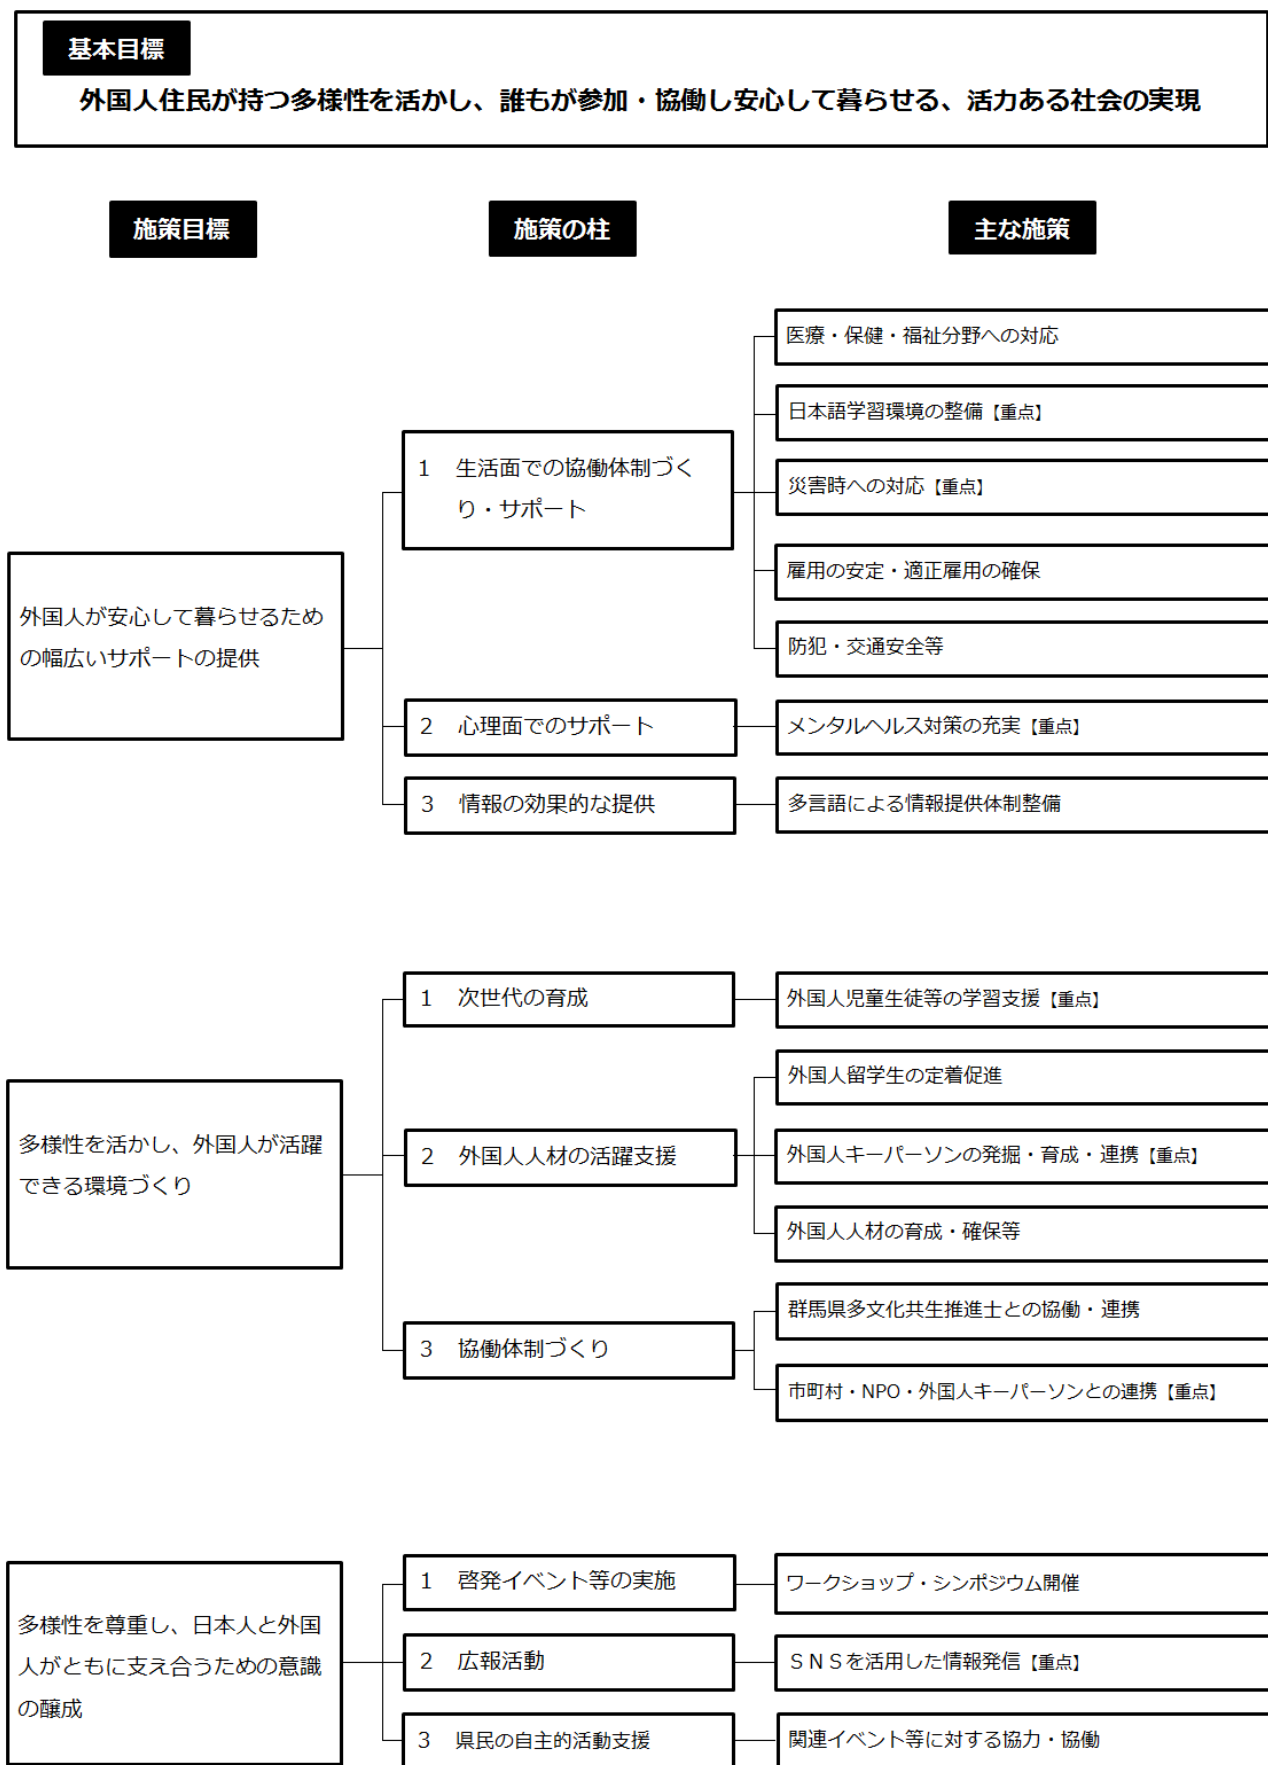 基本目標
外国人住民が持つ多様性を活かし、誰もが参加・協働し安心して暮らせる、活力ある社会の実現
施策目標
施策の柱
主な施策
外国人が安心して暮らせるため
の幅広いサポートの提供
1 生活面での協働体制づく
り・サポート
医療・保健・福祉分野への対応
日本語学習環境の整備【重点】
災害時への対応【重点】
雇用の安定・適正雇用の確保
防犯・交通安全等
2 心理面でのサポート
メンタルヘルス対策の充実【重点】
3 情報の効果的な提供
多言語による情報提供体制整備
多様性を活かし、外国人が活躍
できる環境づくり
1 次世代の育成
外国人児童生徒等の学習支援【重点】
2 外国人人材の活躍支援
外国人留学生の定着促進
外国人キーパーソンの発掘・育成・連携【重点】
外国人人材の育成・確保等
3 協働体制づくり
群馬県多文化共生推進士との協働・連携
市町村・NPO・外国人キーパーソンとの連携【重点】
多様性を尊重し、日本人と外国
人がともに支え合うための意識
の醸成
1 啓発イベント等の実施
ワークショップ・シンポジウム開催
2 広報活動
ＳＮＳを活用した情報発信【重点】
3 県民の自主的活動支援
関連イベント等に対する協力・協働